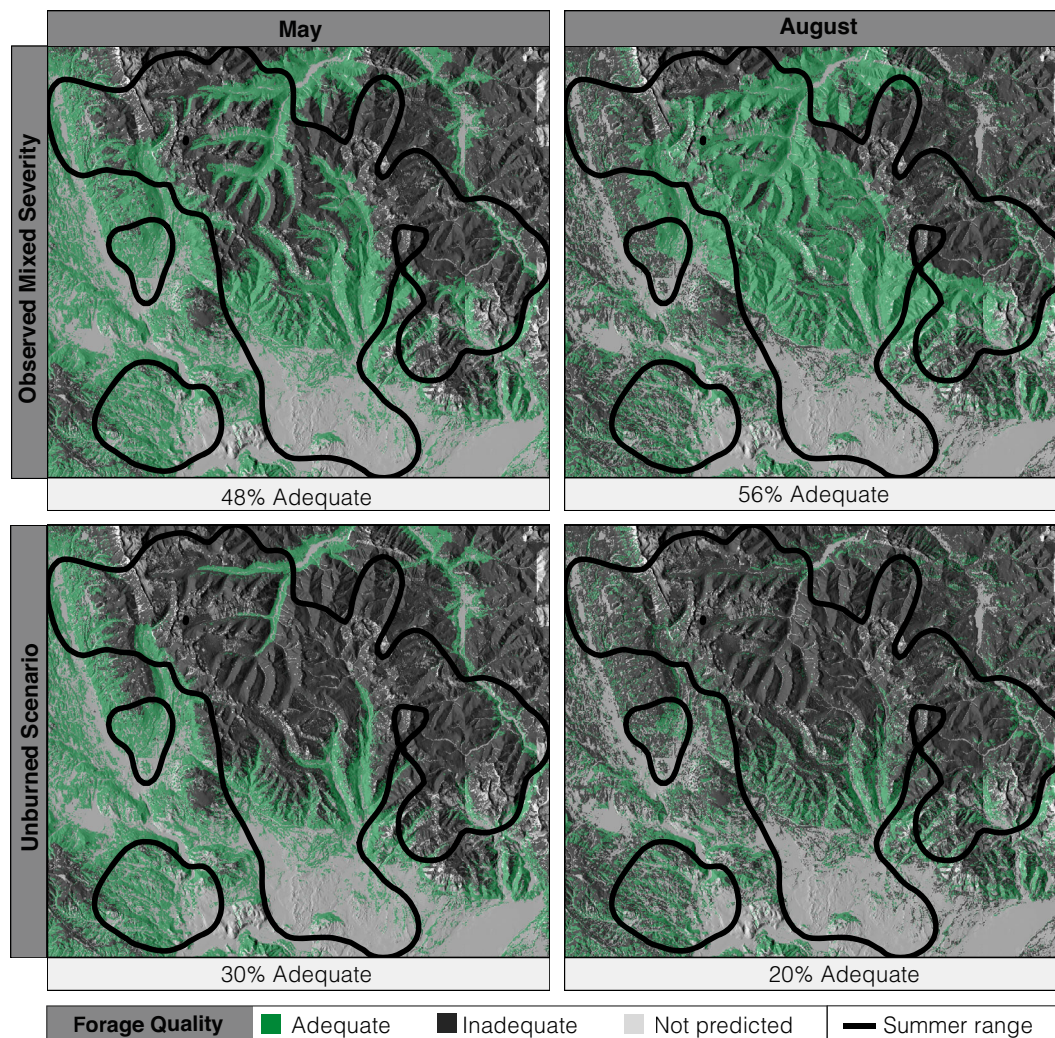 May
August
Observed Mixed Severity
48% Adequate
56% Adequate
Unburned Scenario
30% Adequate
20% Adequate
Forage Quality
Adequate
Inadequate
Not predicted
Summer range